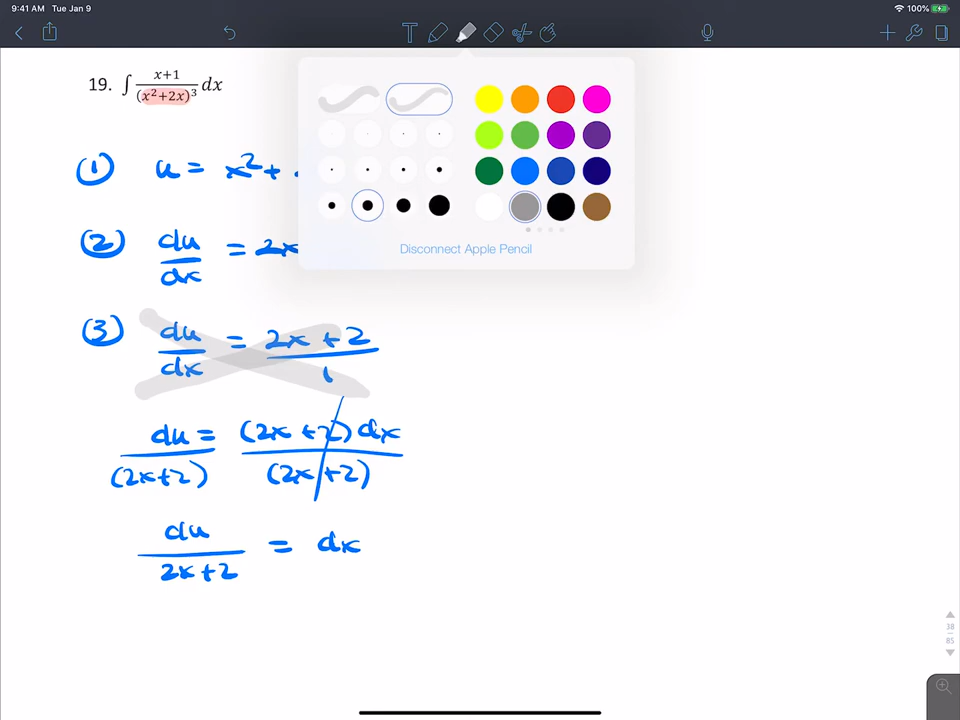 9:41 AM Tue Jan 9
100%
T
19. ∫ x+1 / (x²+2x)³ dx
Disconnect Apple Pencil
(1) u = x² +
(2) du/dx = 2x
(3) du/dx = 2x + 2 / 1
du / (2x+2) = (2x + 2) dx / (2x + 2)
du / 2x + 2 = dx
38
85